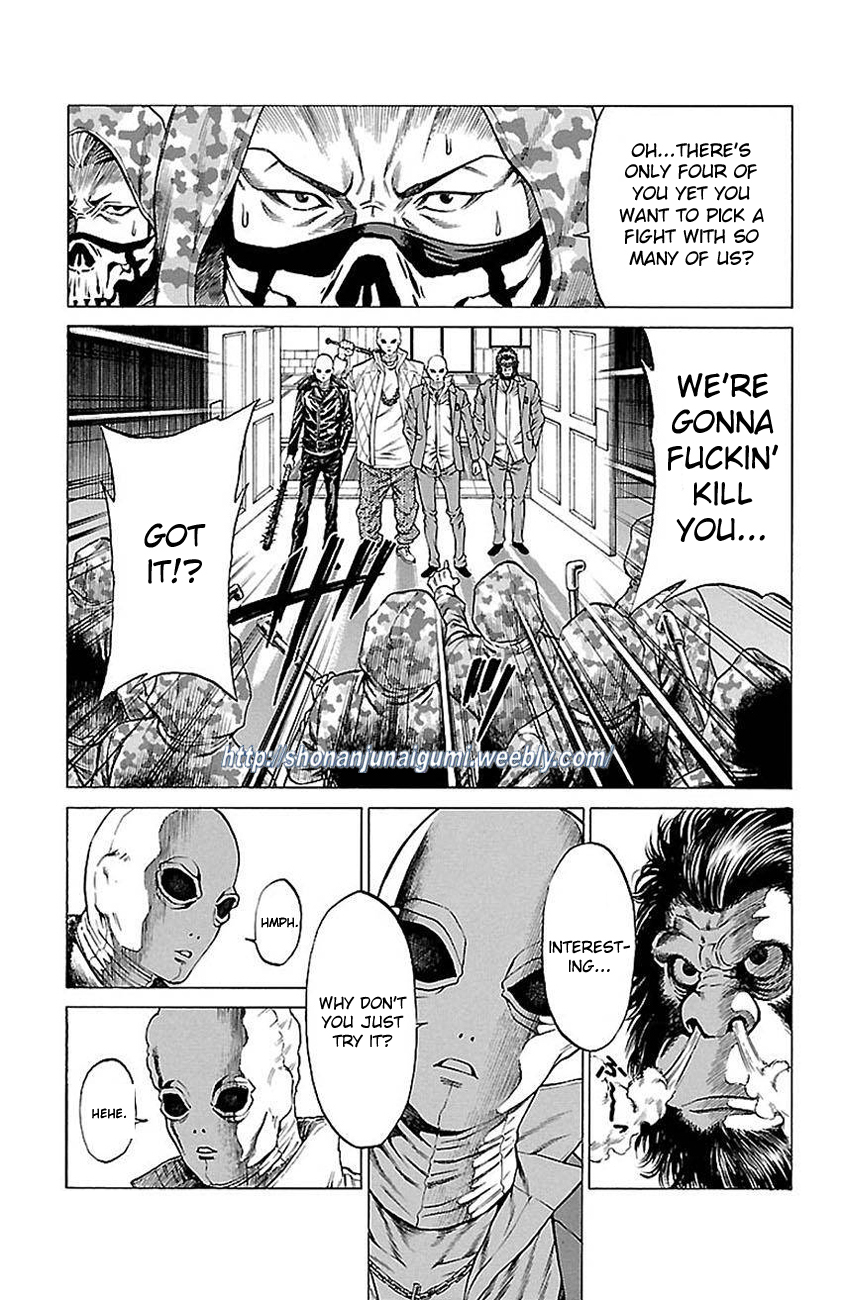 OH...THERE'S
ONLY FOUR OF
YOU YET YOU
WANT TO PICK A
FIGHT WITH SO
MANY OF US?
WE'RE
GONNA
FUCKIN'
KILL
YOU...
GOT
IT!?
http://shonanjunaigumi.weebly.com/
HMPH.
INTEREST-
ING...
WHY DON'T
YOU JUST
TRY IT?
HEHE.